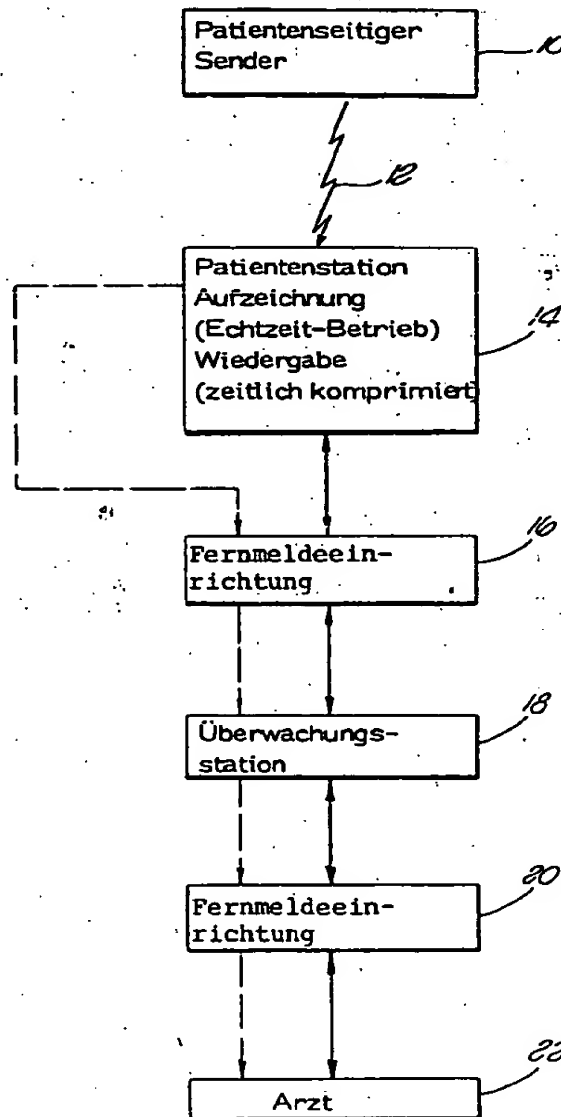 Patientenseitiger
Sender
10
12
Patientenstation
Aufzeichnung
(Echtzeit-Betrieb)
Wiedergabe
(zeitlich komprimiert)
14
Fernmeldeein-
richtung
16
Überwachungs-
station
18
Fernmeldeein-
richtung
20
Arzt
22